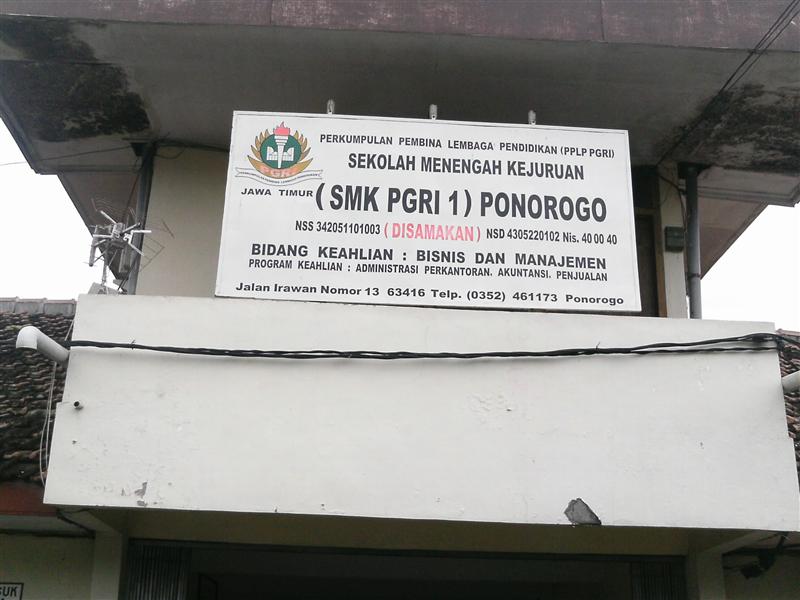 PERKUMPULAN PEMBINA LEMBAGA PENDIDIKAN (PPLP PGRI)
SEKOLAH MENENGAH KEJURUAN
PGRI
JAWA TIMUR (SMK PGRI 1) PONOROGO
NSS 342051101003 (DISAMAKAN) NSD 4305220102 Nis. 40 00 40
BIDANG KEAHLIAN : BISNIS DAN MANAJEMEN
PROGRAM KEAHLIAN : ADMINISTRASI PERKANTORAN. AKUNTANSI. PENJUALAN
Jalan Irawan Nomor 13 63416 Telp. (0352) 461173 Ponorogo